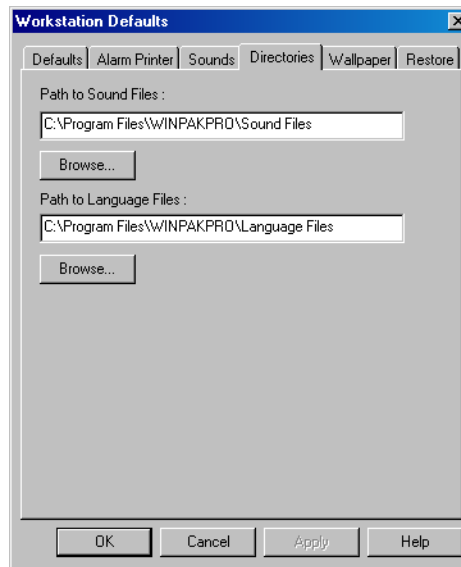 Workstation Defaults
Defaults Alarm Printer Sounds Directories Wallpaper Restore
Path to Sound Files :
C:\Program Files\WINPAKPRO\Sound Files
Browse...
Path to Language Files :
C:\Program Files\WINPAKPRO\Language Files
Browse...
OK Cancel Apply Help